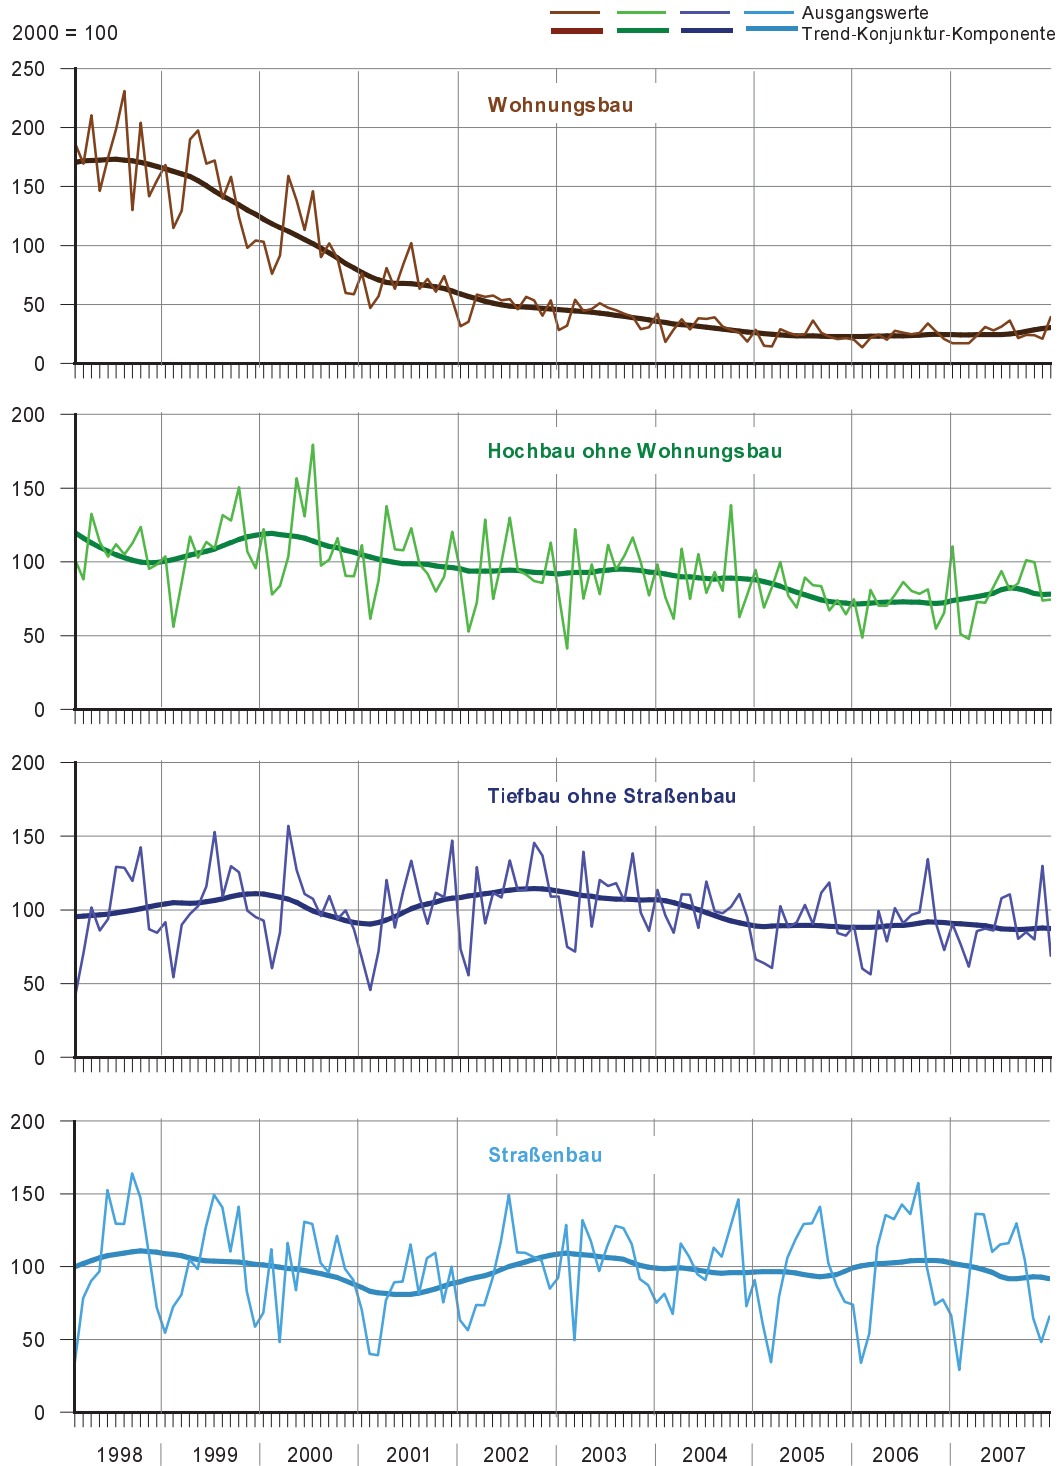 Ausgangswerte
2000 = 100
Trend-Konjunktur-Komponente
250
Wohnungsbau
200
150
100
50
0
200
Hochbau ohne Wohnungsbau
150
100
50
0
200
Tiefbau ohne Straßenbau
150
100
50
0
200
Straßenbau
150
100
50
0
1998 1999 2000 2001 2002 2003 2004 2005 2006 2007